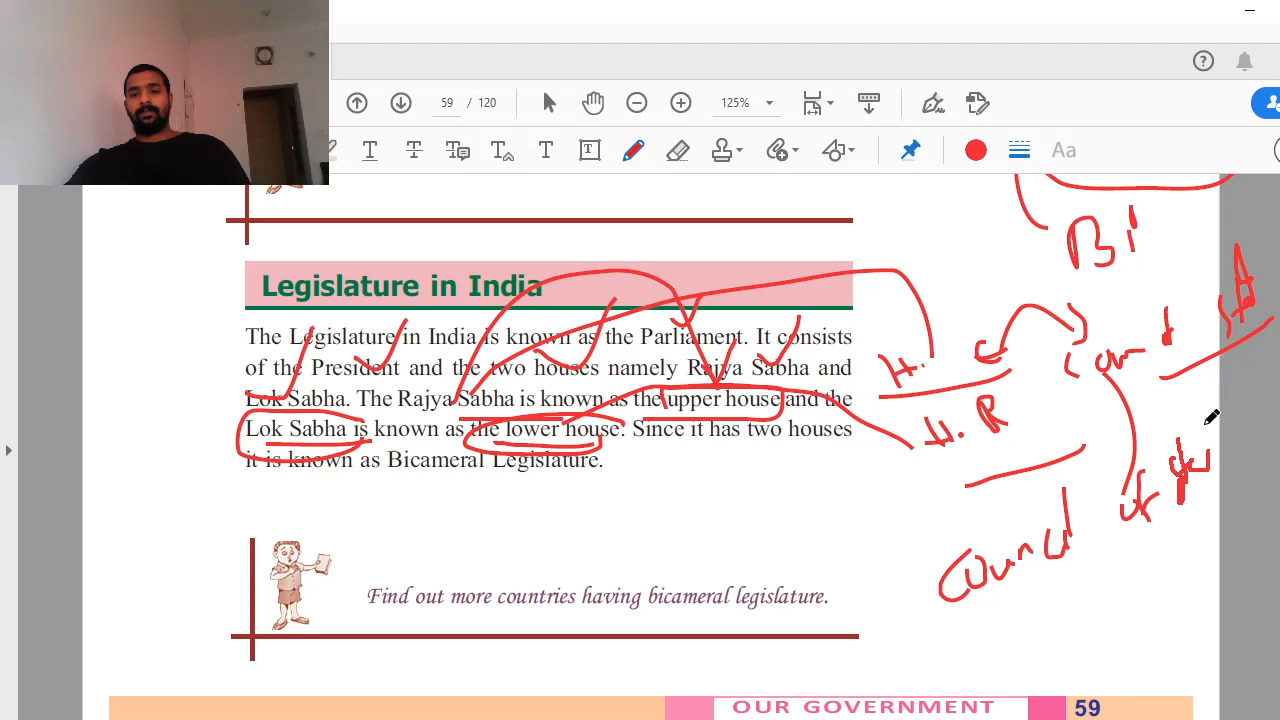 59 / 120
125%
Aa
Legislature in India
The Legislature in India is known as the Parliament. It consists
of the President and the two houses namely Rajya Sabha and
Lok Sabha. The Rajya Sabha is known as the upper house and the
Lok Sabha is known as the lower house. Since it has two houses
it is known as Bicameral Legislature.
Bi
H.
H. R
Council of
Find out more countries having bicameral legislature.
OUR GOVERNMENT 59